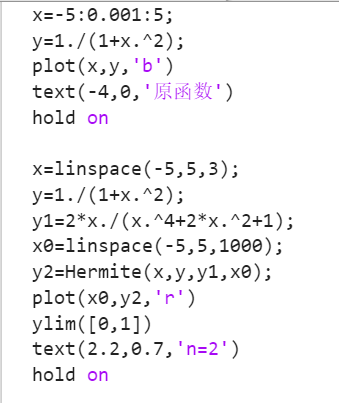 x=-5:0.001:5;
y=1./(1+x.^2);
plot(x,y,'b')
text(-4,0,'原函数')
hold on
x=linspace(-5,5,3);
y=1./(1+x.^2);
y1=2*x./(x.^4+2*x.^2+1);
x0=linspace(-5,5,1000);
y2=Hermite(x,y,y1,x0);
plot(x0,y2,'r')
ylim([0,1])
text(2.2,0.7,'n=2')
hold on